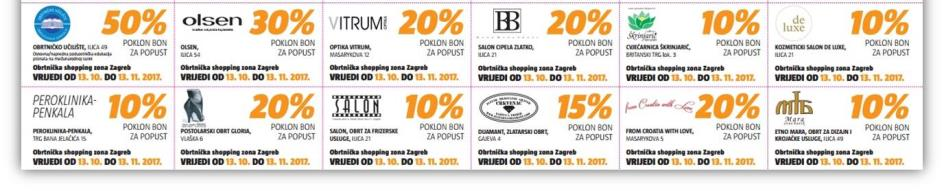 50%
POKLON BON
ZA POPUST
OBRTNIČKO UČILIŠTE, ILICA 49
Obrtnička shopping zona Zagreb
VRIJEDI OD 13. 10. DO 13. 11. 2017.
olsen
30%
POKLON BON
ZA POPUST
OLSEN,
ILICA 54
Obrtnička shopping zona Zagreb
VRIJEDI OD 13. 10. DO 13. 11. 2017.
VITRUM
20%
POKLON BON
ZA POPUST
OPTIKA VITRUM,
MASARYKOVA 12
Obrtnička shopping zona Zagreb
VRIJEDI OD 13. 10. DO 13. 11. 2017.
BB
20%
POKLON BON
ZA POPUST
SALON CIPELA ZLATKO,
ILICA 21
Obrtnička shopping zona Zagreb
VRIJEDI OD 13. 10. DO 13. 11. 2017.
Škrinjarić
10%
POKLON BON
ZA POPUST
CVJEĆARNICA ŠKRINJARIĆ,
BRITANSKI TRG lok. 3
Obrtnička shopping zona Zagreb
VRIJEDI OD 13. 10. DO 13. 11. 2017.
de
luxe
10%
POKLON BON
ZA POPUST
KOZMETICKI SALON DE LUXE,
ILICA 21
Obrtnička shopping zona Zagreb
VRIJEDI OD 13. 10. DO 13. 11. 2017.
PEROKLINIKA-
PENKALA
10%
POKLON BON
ZA POPUST
PEROKLINIKA-PENKALA,
TRG BANA JELAČIĆA 15
Obrtnička shopping zona Zagreb
VRIJEDI OD 13. 10. DO 13. 11. 2017.
20%
POKLON BON
ZA POPUST
POSTOLARSKI OBRT GLORIA,
VLAŠKA 6
Obrtnička shopping zona Zagreb
VRIJEDI OD 13. 10. DO 13. 11. 2017.
SALON
10%
POKLON BON
ZA POPUST
SALON, OBRT ZA FRIZERSKE
USLUGE, ILICA 21
Obrtnička shopping zona Zagreb
VRIJEDI OD 13. 10. DO 13. 11. 2017.
CRKVENAC
15%
POKLON BON
ZA POPUST
DIJAMANT, ZLATARSKI OBRT,
GAJEVA 4
Obrtnička shopping zona Zagreb
VRIJEDI OD 13. 10. DO 13. 11. 2017.
from Croatia with Love
20%
POKLON BON
ZA POPUST
FROM CROATIA WITH LOVE,
MASARYKOVA 5
Obrtnička shopping zona Zagreb
VRIJEDI OD 13. 10. DO 13. 11. 2017.
Mara
10%
POKLON BON
ZA POPUST
ETNO MARA, OBRT ZA DIZAJN I
KROJAČKE USLUGE, ILICA 49
Obrtnička shopping zona Zagreb
VRIJEDI OD 13. 10. DO 13. 11. 2017.